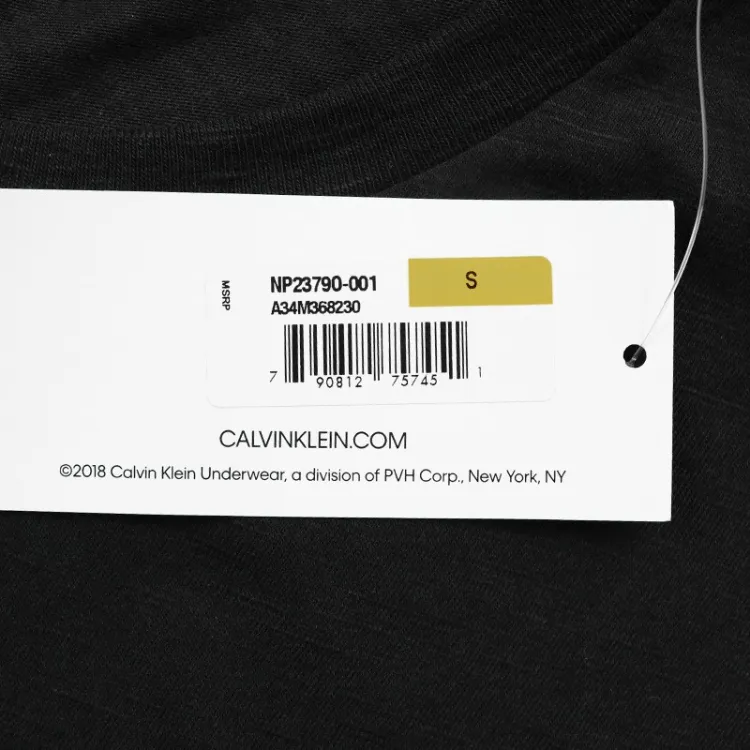 MSRP
NP23790-001
S
A34M368230
7 90812 75745 1
CALVINKLEIN.COM
©2018 Calvin Klein Underwear, a division of PVH Corp., New York, NY